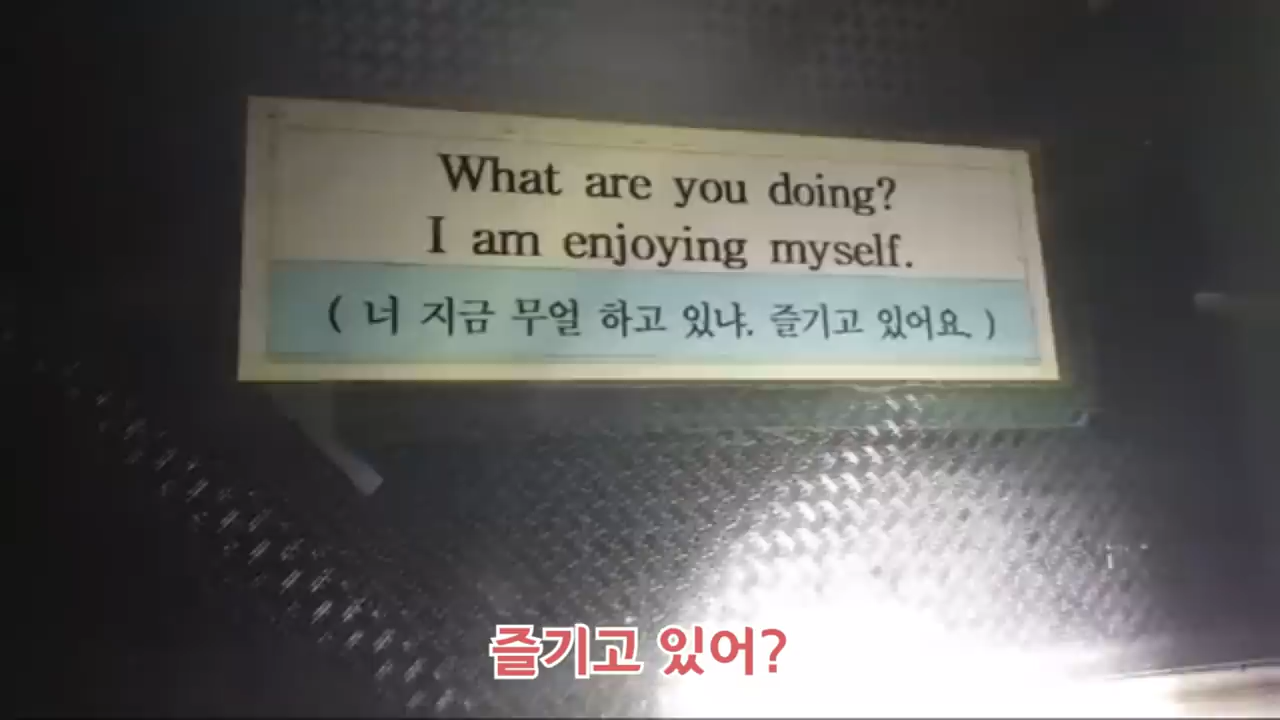 What are you doing?
I am enjoying myself.
( 너 지금 무얼 하고 있냐. 즐기고 있어요. )
즐기고 있어?